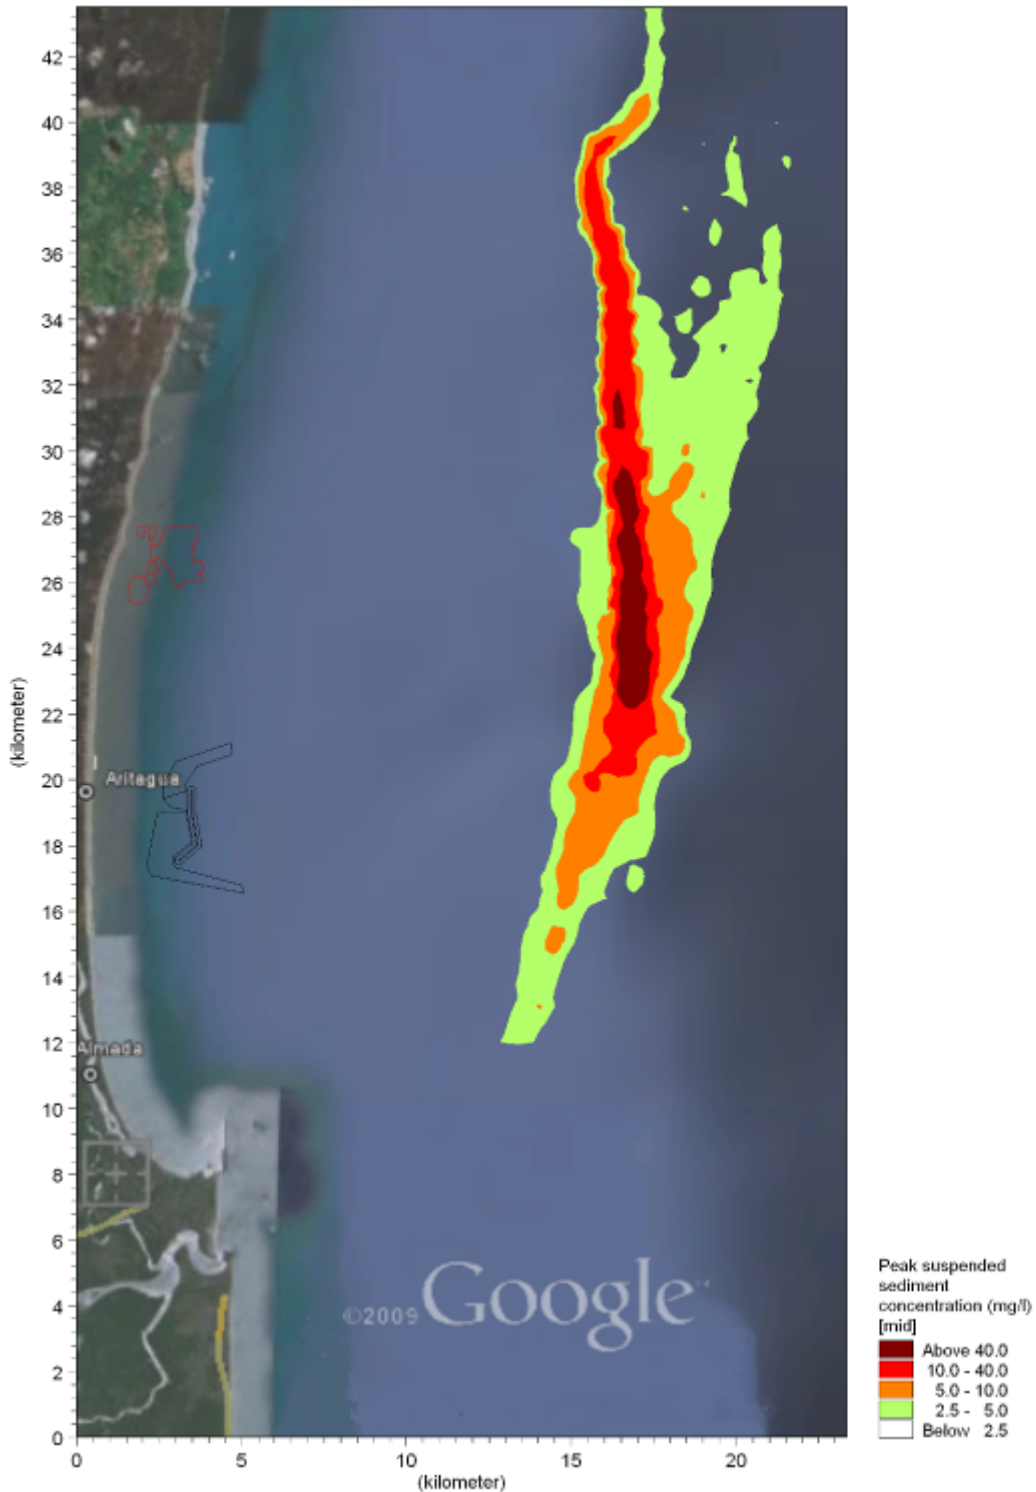 42
40
38
36
34
32
30
28
26
24
22
20
18
16
14
12
10
8
6
4
2
0
(kilometer)
Aritagua
Almada
©2009 Google™
0 5 10 15 20
(kilometer)
Peak suspended
sediment
concentration (mg/l)
[mid]
Above 40.0
10.0 - 40.0
5.0 - 10.0
2.5 - 5.0
Below 2.5